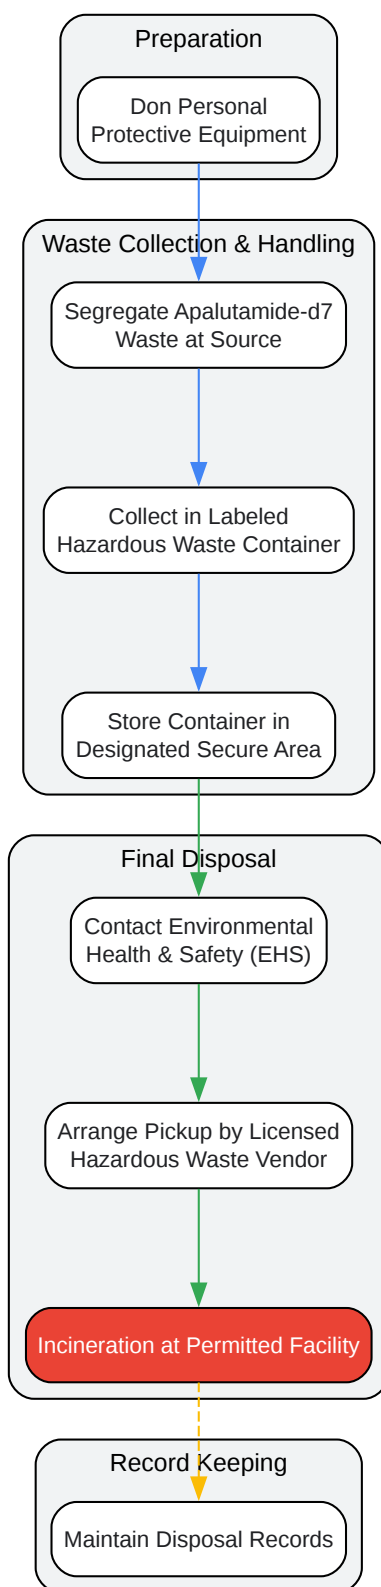 Preparation
Don Personal
Protective Equipment
Waste Collection & Handling
Segregate Apalutamide-d7
Waste at Source
Collect in Labeled
Hazardous Waste Container
Store Container in
Designated Secure Area
Final Disposal
Contact Environmental
Health & Safety (EHS)
Arrange Pickup by Licensed
Hazardous Waste Vendor
Incineration at Permitted Facility
Record Keeping
Maintain Disposal Records